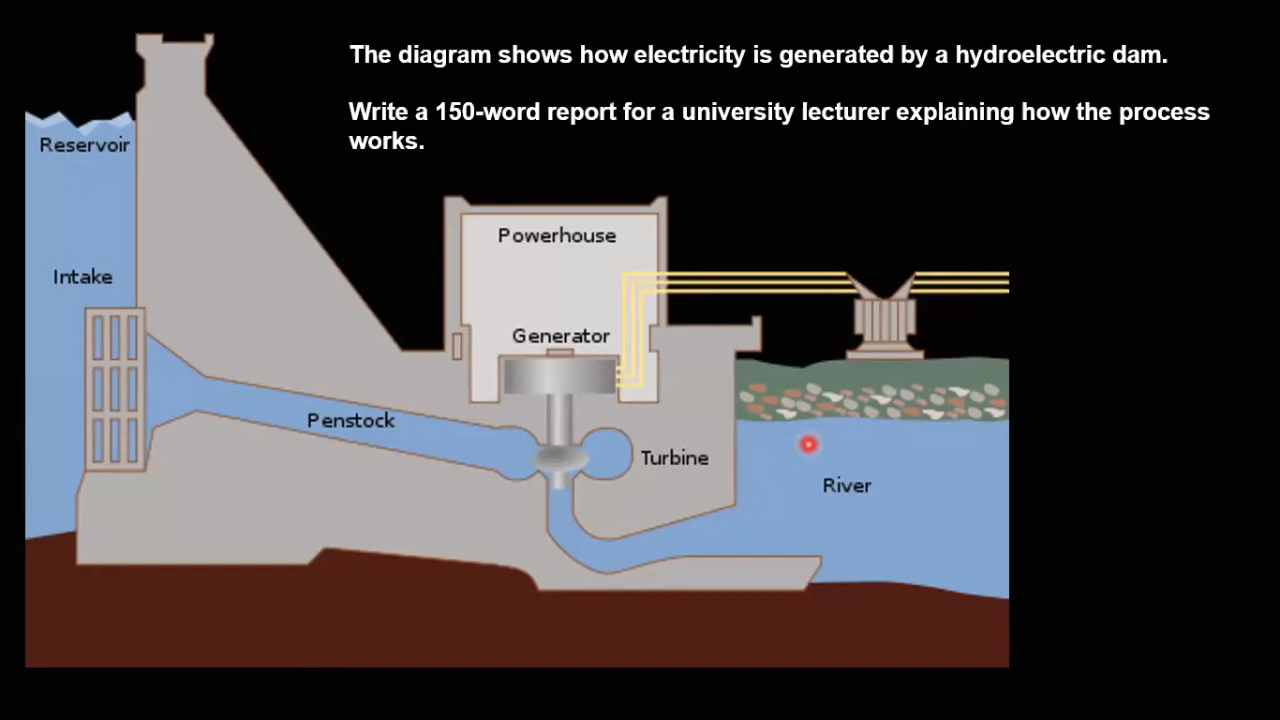 The diagram shows how electricity is generated by a hydroelectric dam.
Write a 150-word report for a university lecturer explaining how the process
works.
Reservoir
Intake
Powerhouse
Generator
Penstock
Turbine
River